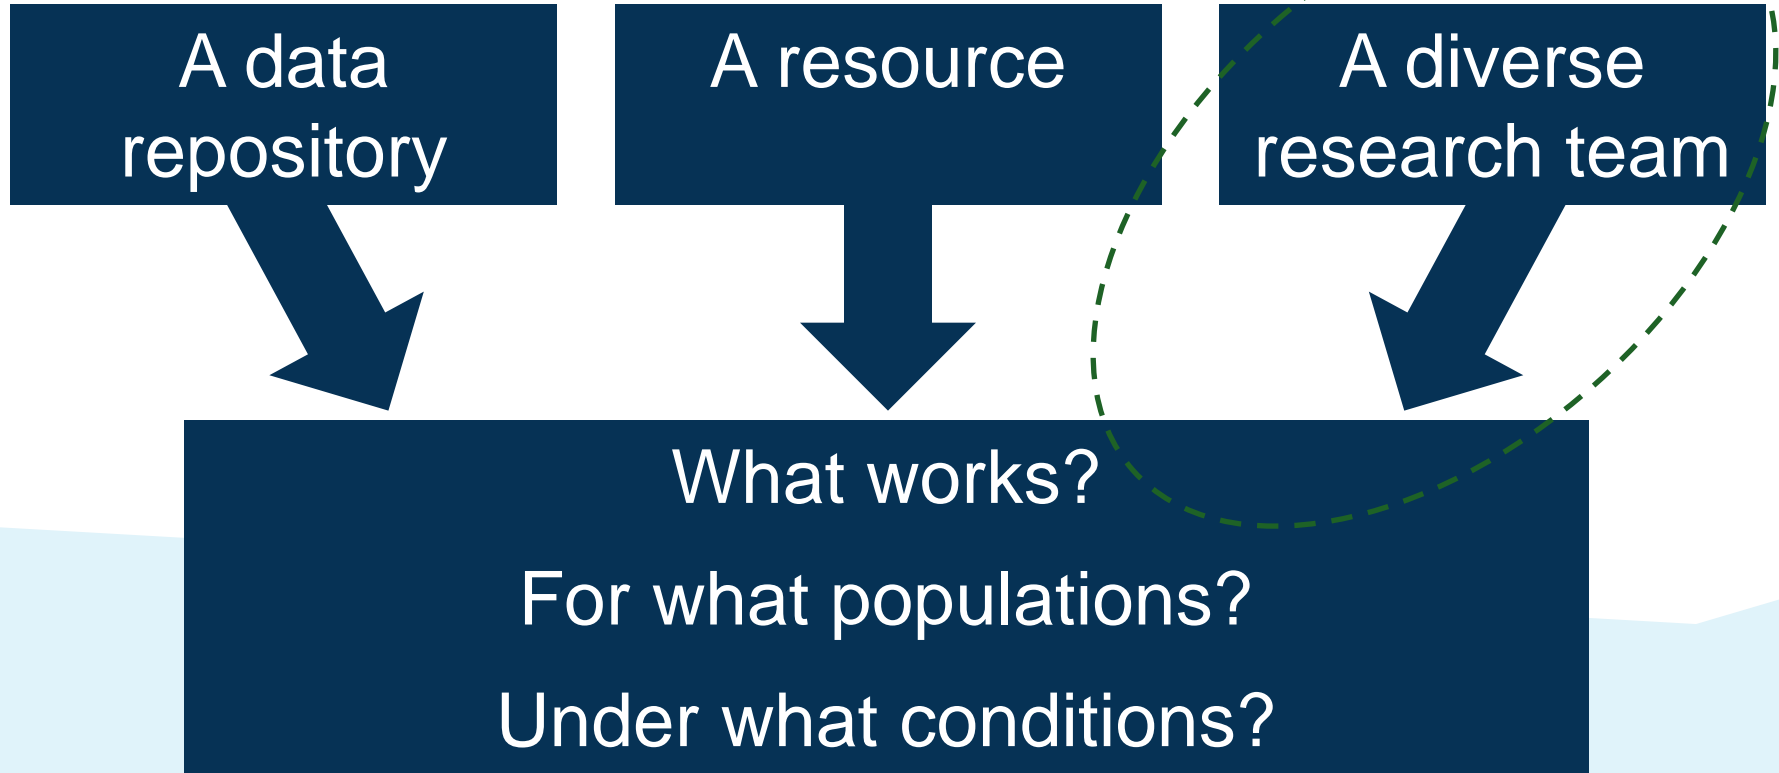 A data
repository
A resource
A diverse
research team
What works?
For what populations?
Under what conditions?